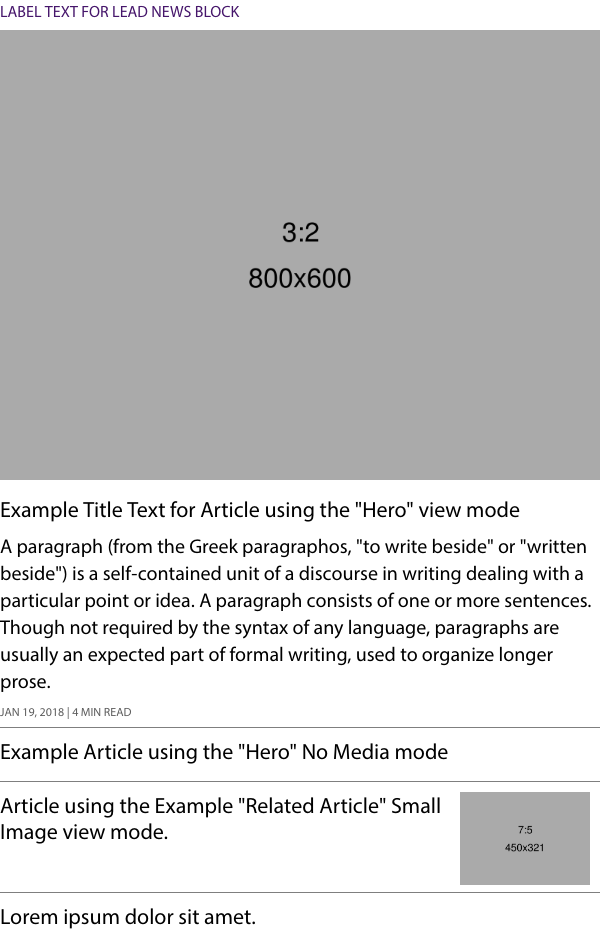 LABEL TEXT FOR LEAD NEWS BLOCK
3:2
800x600
Example Title Text for Article using the "Hero" view mode
A paragraph (from the Greek paragraphos, "to write beside" or "written
beside") is a self-contained unit of a discourse in writing dealing with a
particular point or idea. A paragraph consists of one or more sentences.
Though not required by the syntax of any language, paragraphs are
usually an expected part of formal writing, used to organize longer
prose.
JAN 19, 2018 | 4 MIN READ
Example Article using the "Hero" No Media mode
Article using the Example "Related Article" Small
Image view mode.
7:5
450x321
Lorem ipsum dolor sit amet.